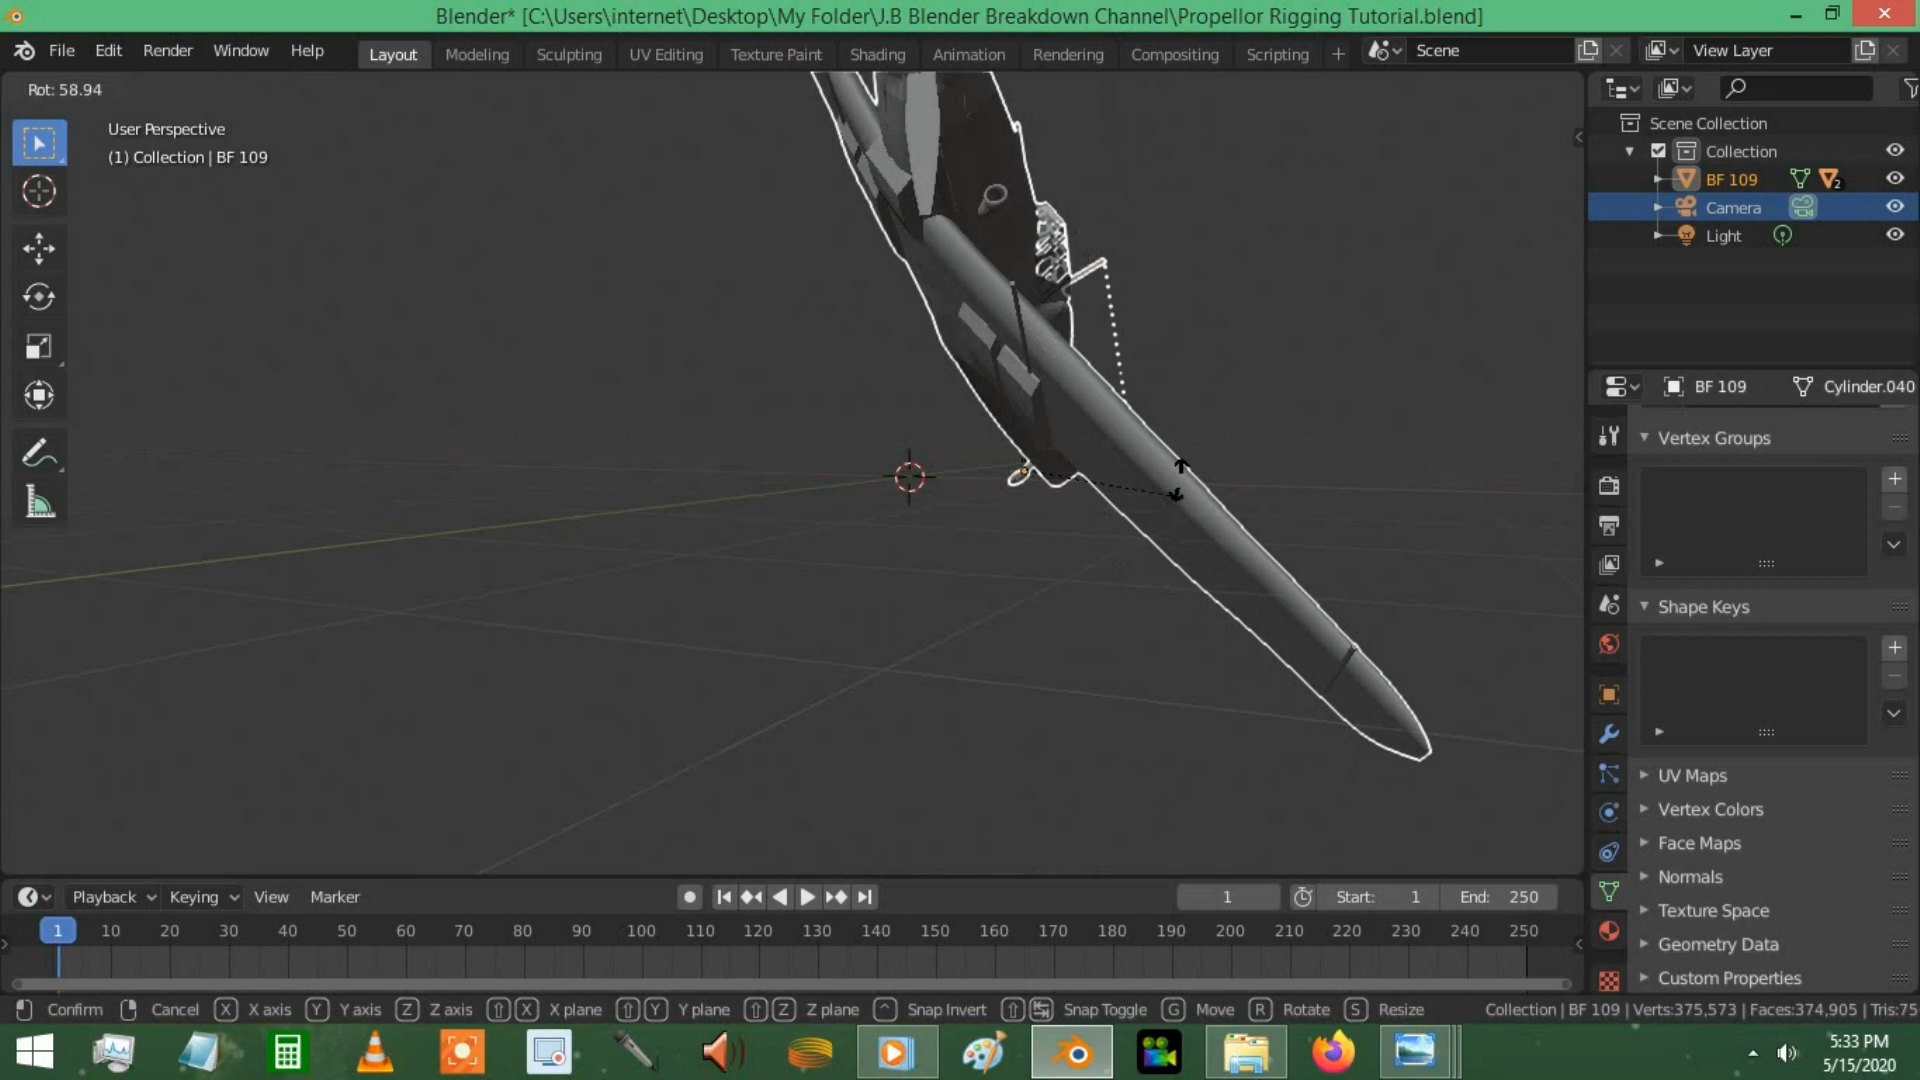 Blender* [C:\Users\internet\Desktop\My Folder\J.B Blender Breakdown Channel\Propellor Rigging Tutorial.blend]
File Edit Render Window Help Layout Modeling Sculpting UV Editing Texture Paint Shading Animation Rendering Compositing Scripting + Scene View Layer
Rot: 58.94
User Perspective
(1) Collection | BF 109
Scene Collection
Collection
BF 109 2
Camera
Light
BF 109 Cylinder.040
Vertex Groups
Shape Keys
UV Maps
Vertex Colors
Face Maps
Normals
Texture Space
Geometry Data
Custom Properties
Playback Keying View Marker 1 Start: 1 End: 250
1 10 20 30 40 50 60 70 80 90 100 110 120 130 140 150 160 170 180 190 200 210 220 230 240 250
Confirm Cancel X X axis Y Y axis Z Z axis X X plane Y Y plane Z Z plane Snap Invert Snap Toggle G Move R Rotate S Resize Collection | BF 109 | Verts:375,573 | Faces:374,905 | Tris:75
5:33 PM
5/15/2020